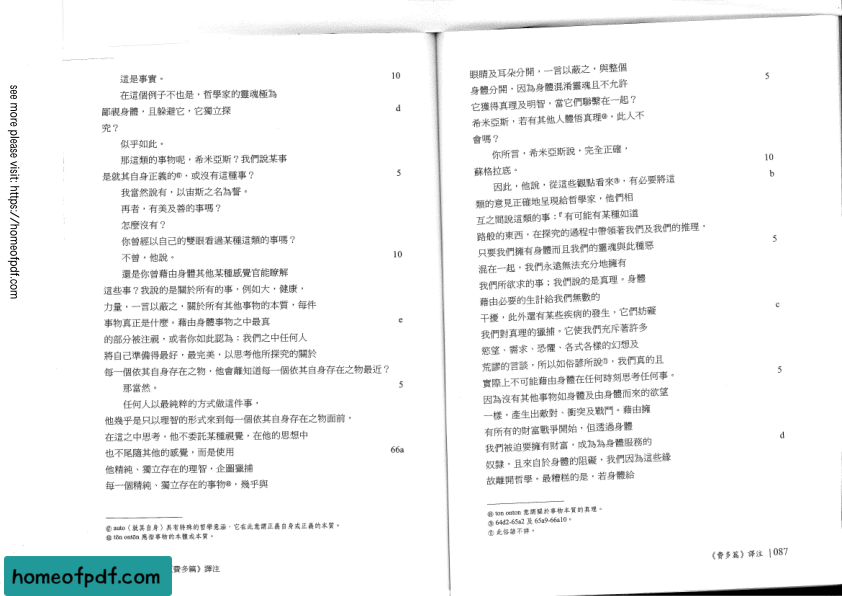 see more please visit: https://homeofpdf.com
這是事實。 10
在這個例子不也是,哲學家的靈魂極為
鄙視身體,且躲避它,它獨立探 d
究?
似乎如此。
那這類的事物呢,希米亞斯?我們說某事
是就其自身正義的,或沒有這種事? 5
我當然說有,以宙斯之名為誓。
再者,有美及善的事嗎?
怎麼沒有?
你曾經以自己的雙眼看過某種這類的事嗎?
不曾,他說。 10
還是你曾藉由身體其他某種感覺官能瞭解
這些事?我說的是關於所有的事,例如大,健康,
力量,一言以蔽之,關於所有其他事物的本質,每件
事物真正是什麼。藉由身體事物之中最真 e
的部分被注視,或者你如此認為:我們之中任何人
將自己準備得最好,最完美,以思考他所探究的關於
每一個依其自身存在之物,他會離知道每一個依其自身存在之物最近?
那當然。 5
任何人以最純粹的方式做這件事,
他幾乎是只以理智的形式來到每一個依其自身存在之物面前,
在這之中思考,他不委託某種視覺,在他的思想中
也不尾隨其他的感覺,而是使用 66a
他精純、獨立存在的理智,企圖獵捕
每一個精純、獨立存在的事物,幾乎與
auto(就其自身)具有特殊的哲學意涵,它在此意謂正義自身或正義的本質。
tōn ontōn 應指事物的本體或本質。
《費多篇》譯注
眼睛及耳朵分開,一言以蔽之,與整個
身體分開,因為身體混淆靈魂且不允許 5
它獲得真理及明智,當它們聯繫在一起?
希米亞斯,若有其他人體悟真理,此人不
會嗎?
你所言,希米亞斯說,完全正確,
蘇格拉底。 10
因此,他說,從這些觀點看來,有必要將這 b
類的意見正確地呈現給哲學家,他們相
互之間說這類的事:『有可能有某種如道
路般的東西,在探究的過程中帶領著我們及我們的推理,
只要我們擁有身體而且我們的靈魂與此種惡 5
混在一起,我們永遠無法充分地擁有
我們所欲求的事;我們說的是真理。身體
藉由必要的生計給我們無數的
干擾,此外還有某些疾病的發生,它們妨礙 c
我們對真理的獵捕。它使我們充斥著許多
慾望、需求、恐懼、各式各樣的幻想及
荒謬的言談,所以如俗諺所說,我們真的且
實際上不可能藉由身體在任何時刻思考任何事。 5
因為沒有其他事物如身體及由身體而來的欲望
一樣,產生出敵對、衝突及戰鬥。藉由擁
有所有的財富戰爭開始,但透過身體
我們被迫要擁有財富,或為為身體服務的 d
奴隸,且來自於身體的阻礙,我們因為這些緣
故離開哲學。最糟糕的是,若身體給
ton onton 意謂關於事物本質的真理。
64d2-65a2 及 65a9-66a10。
此俗諺不詳。
《費多篇》譯注 | 087
homeofpdf.com